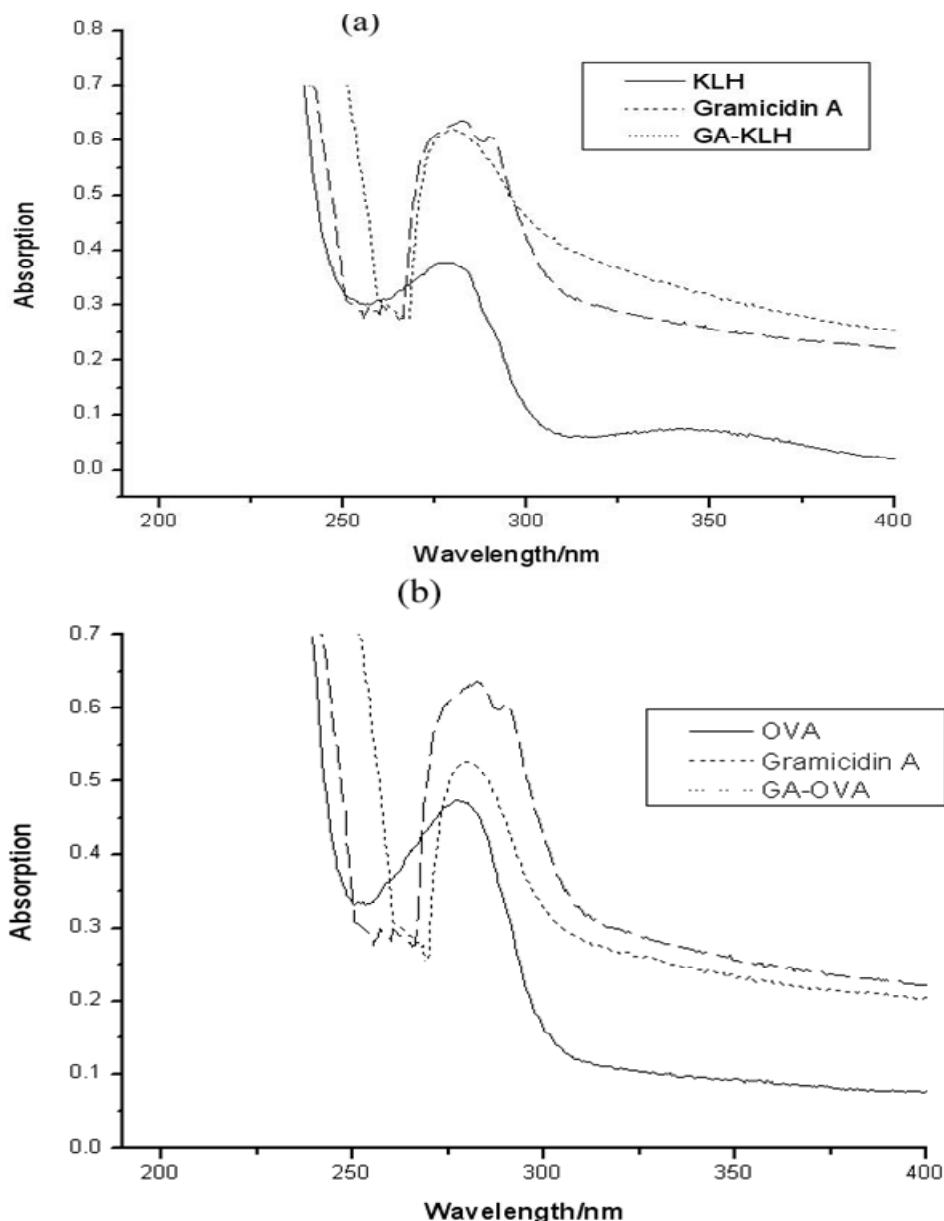 (a)
0.8
0.7
0.6
0.5
0.4
0.3
0.2
0.1
0.0
Absorption
KLH
Gramicidin A
GA-KLH
200 250 300 350 400
Wavelength/nm
(b)
0.7
0.6
0.5
0.4
0.3
0.2
0.1
0.0
Absorption
OVA
Gramicidin A
GA-OVA
200 250 300 350 400
Wavelength/nm